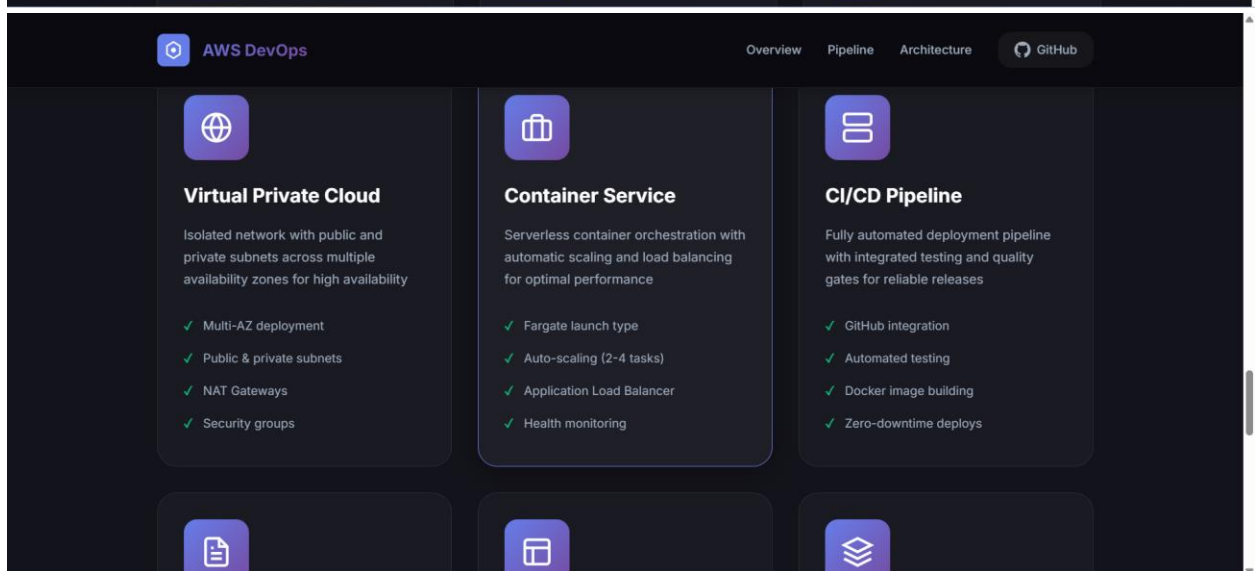 AWS DevOps
Overview
Pipeline
Architecture
GitHub
Virtual Private Cloud
Isolated network with public and
private subnets across multiple
availability zones for high availability
✓ Multi-AZ deployment
✓ Public & private subnets
✓ NAT Gateways
✓ Security groups
Container Service
Serverless container orchestration with
automatic scaling and load balancing
for optimal performance
✓ Fargate launch type
✓ Auto-scaling (2-4 tasks)
✓ Application Load Balancer
✓ Health monitoring
CI/CD Pipeline
Fully automated deployment pipeline
with integrated testing and quality
gates for reliable releases
✓ GitHub integration
✓ Automated testing
✓ Docker image building
✓ Zero-downtime deploys